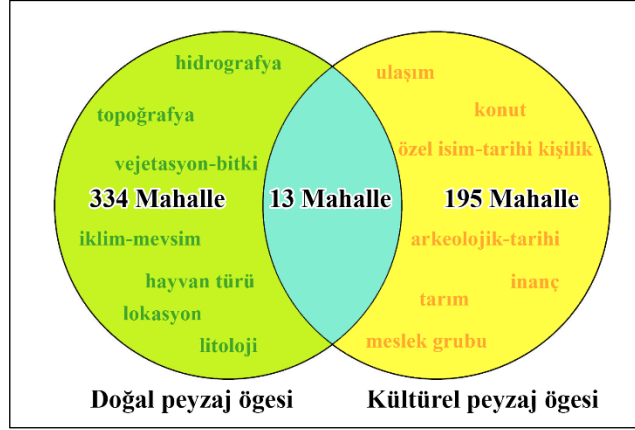 hidrografya
topoğrafya
vejetasyon-bitki
334 Mahalle
iklim-mevsim
hayvan türü
lokasyon
litoloji
13 Mahalle
ulaşım
konut
özel isim-tarihi kişilik
195 Mahalle
arkeolojik-tarihi
inanç
tarım
meslek grubu
Doğal peyzaj ögesi
Kültürel peyzaj ögesi